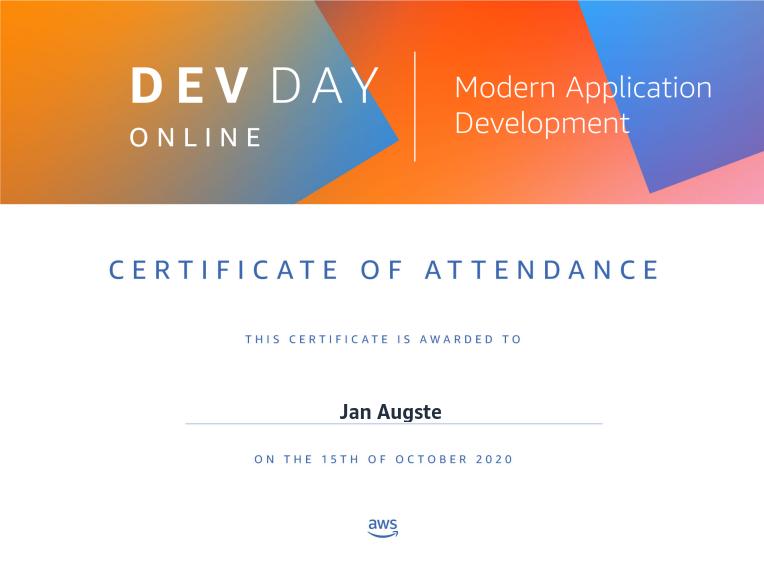 DEV DAY
ONLINE
Modern Application
Development
CERTIFICATE OF ATTENDANCE
THIS CERTIFICATE IS AWARDED TO
Jan Augste
ON THE 15TH OF OCTOBER 2020
aws